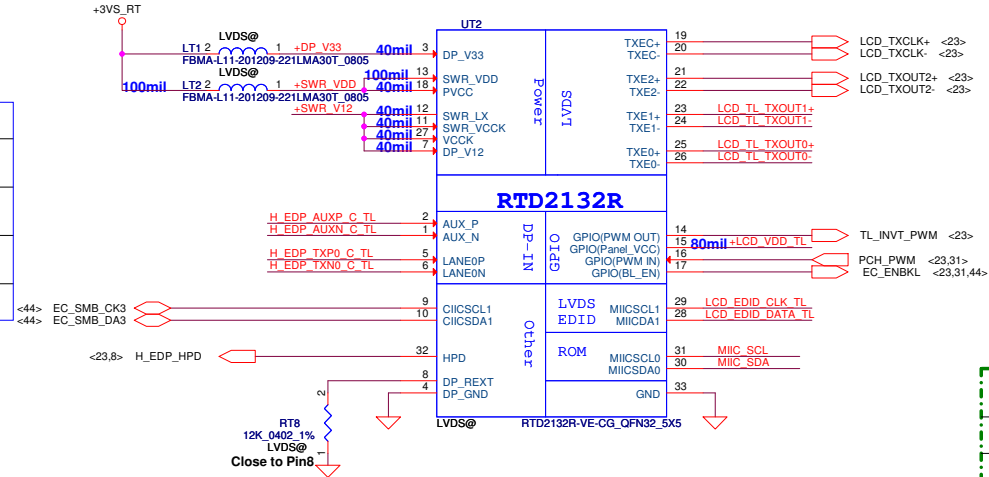 +3VS_RT
UT2
LVDS@
LT1 2 1 +DP_V33 40mil 3 DP_V33
FBMA-L11-201209-221LMA30T_0805
LVDS@
100mil LT2 2 1 +SWR_VDD 100mil 13 SWR_VDD
40mil 18 PVCC
FBMA-L11-201209-221LMA30T_0805
+SWR_V12 40mil 12 SWR_LX
40mil 11 SWR_VCCK
40mil 27 VCCK
40mil 7 DP_V12
Power
LVDS
TXEC+ 19 LCD_TXCLK+ <23>
TXEC- 20 LCD_TXCLK- <23>
TXE2+ 21 LCD_TXOUT2+ <23>
TXE2- 22 LCD_TXOUT2- <23>
TXE1+ 23 LCD_TL_TXOUT1+
TXE1- 24 LCD_TL_TXOUT1-
TXE0+ 25 LCD_TL_TXOUT0+
TXE0- 26 LCD_TL_TXOUT0-
RTD2132R
H_EDP_AUXP_C_TL 2 AUX_P
H_EDP_AUXN_C_TL 1 AUX_N
H_EDP_TXP0_C_TL 5 LANE0P
H_EDP_TXN0_C_TL 6 LANE0N
DP-IN
GPIO
GPIO(PWM OUT) 14 TL_INVT_PWM <23>
GPIO(Panel_VCC) 15 80mil +LCD_VDD_TL
GPIO(PWM IN) 16 PCH_PWM <23,31>
GPIO(BL_EN) 17 EC_ENBKL <23,31,44>
<44> EC_SMB_CK3 9 CIICSCL1
<44> EC_SMB_DA3 10 CIICSDA1
Other
LVDS
EDID
MIICSCL1 29 LCD_EDID_CLK_TL
MIICDA1 28 LCD_EDID_DATA_TL
<23,8> H_EDP_HPD 32 HPD
ROM
MIICSCL0 31 MIIC_SCL
MIICSDA0 30 MIIC_SDA
8 DP_REXT
4 DP_GND
GND 33
2
RT8
12K_0402_1%
LVDS@
1
Close to Pin8
LVDS@
RTD2132R-VE-CG_QFN32_5X5